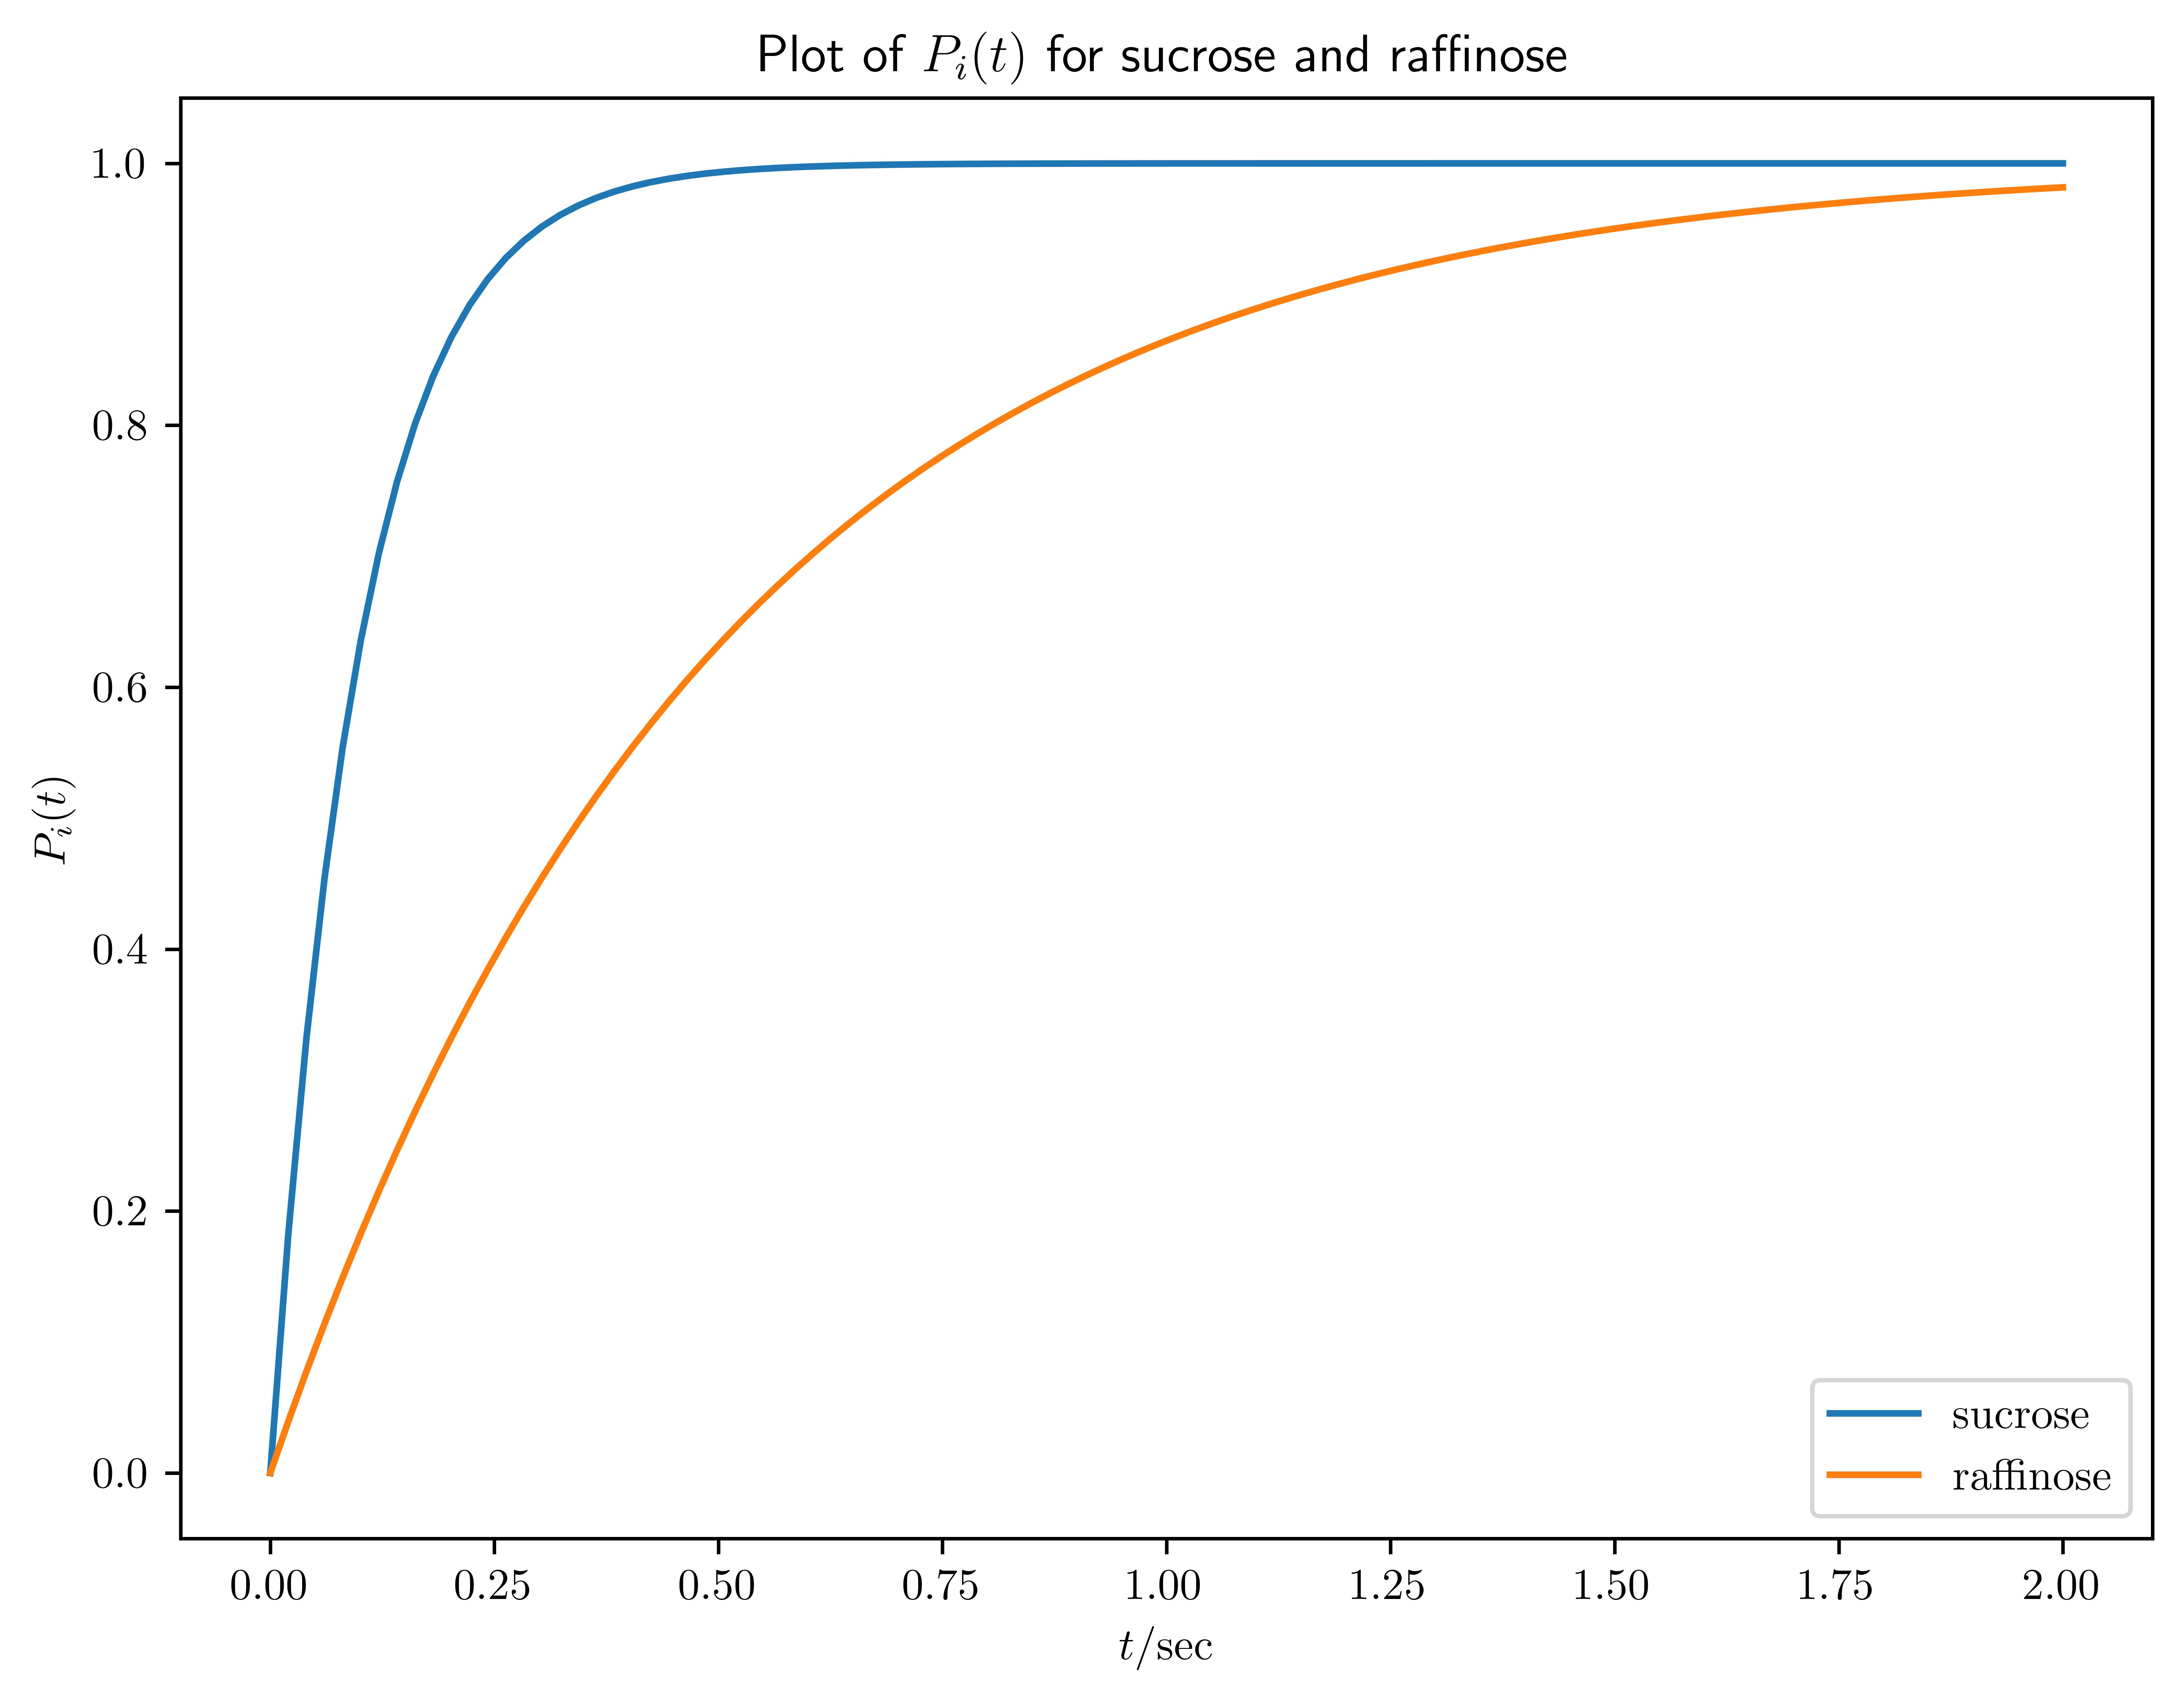 Plot of P_i(t) for sucrose and raffinose
1.0
0.8
0.6
0.4
0.2
0.0
P_i(t)
0.00 0.25 0.50 0.75 1.00 1.25 1.50 1.75 2.00
t/sec
sucrose
raffinose